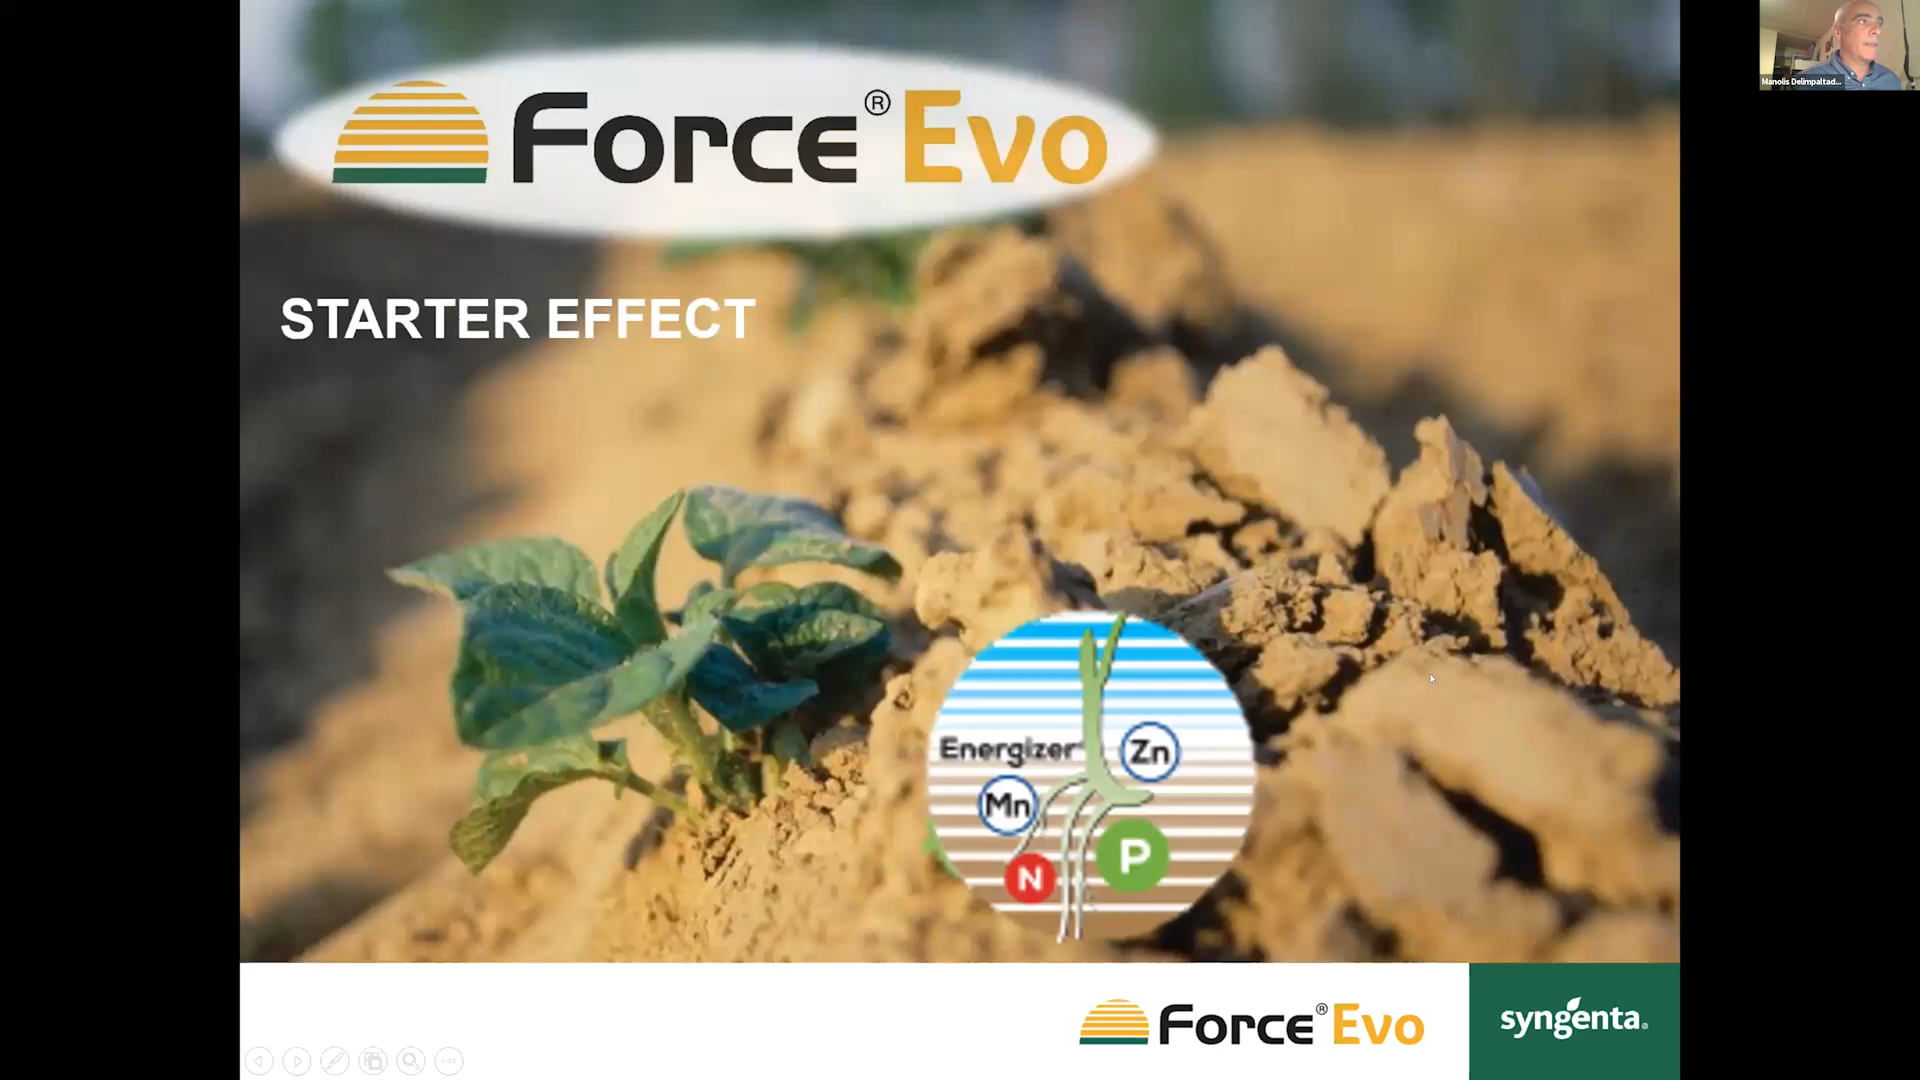 Force® Evo
Manolis Delimpaltad...
STARTER EFFECT
Energizer
Zn
Mn
N
P
Force® Evo
syngenta®